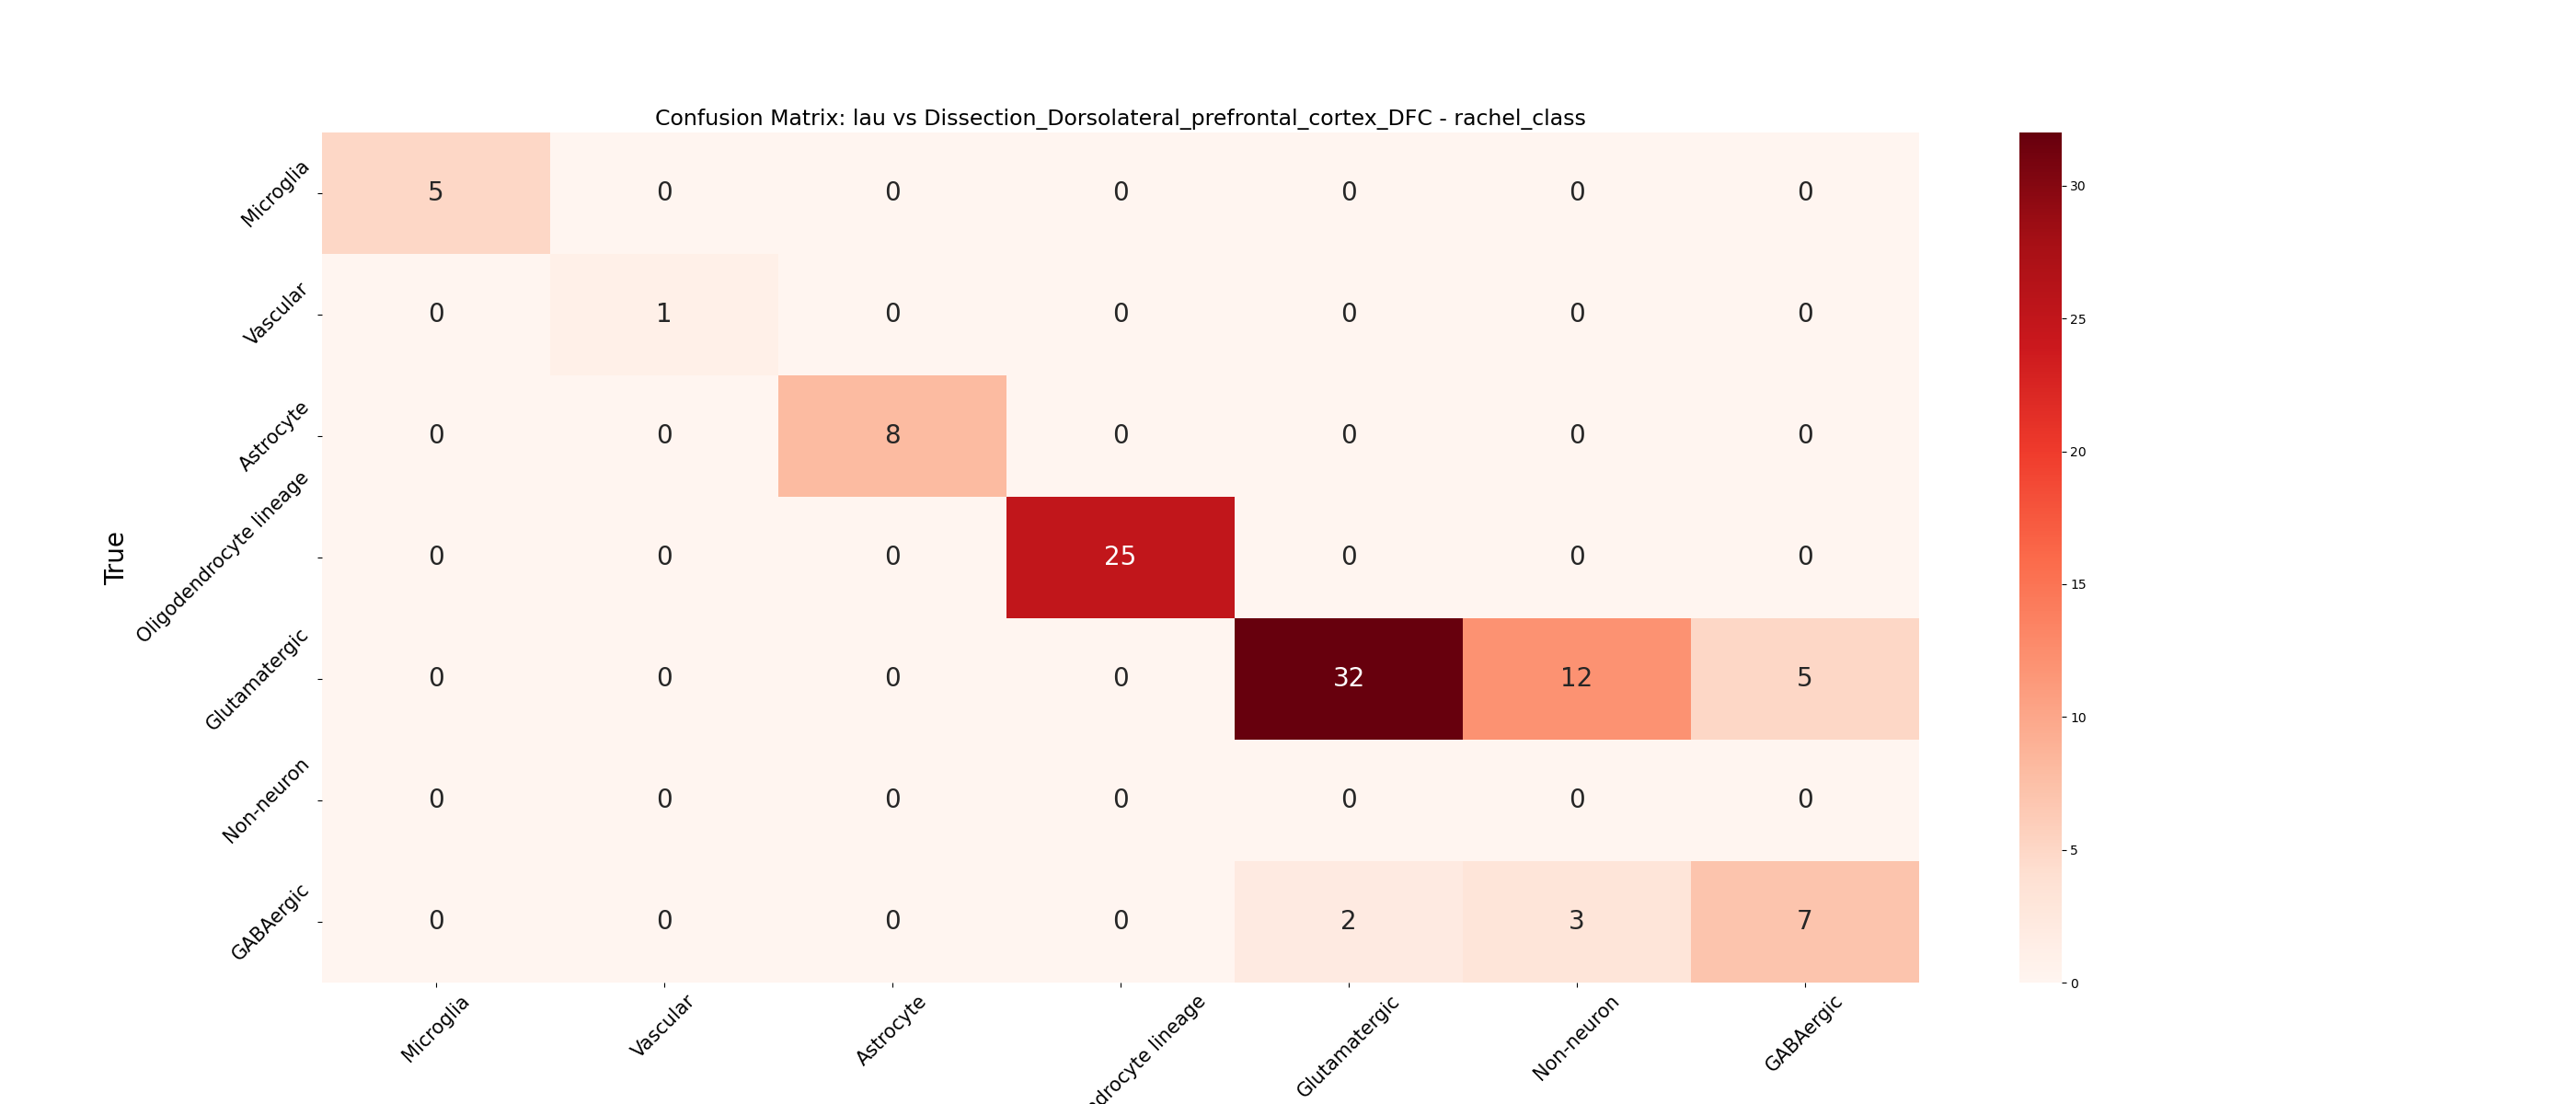 Confusion Matrix: lau vs Dissection_Dorsolateral_prefrontal_cortex_DFC - rachel_class
True
Microglia 5 0 0 0 0 0 0
Vascular 0 1 0 0 0 0 0
Astrocyte 0 0 8 0 0 0 0
Oligodendrocyte lineage 0 0 0 25 0 0 0
Glutamatergic 0 0 0 0 32 12 5
Non-neuron 0 0 0 0 0 0 0
GABAergic 0 0 0 0 2 3 7
Microglia Vascular Astrocyte lineage Glutamatergic Non-neuron GABAergic
30
25
20
15
10
5
0